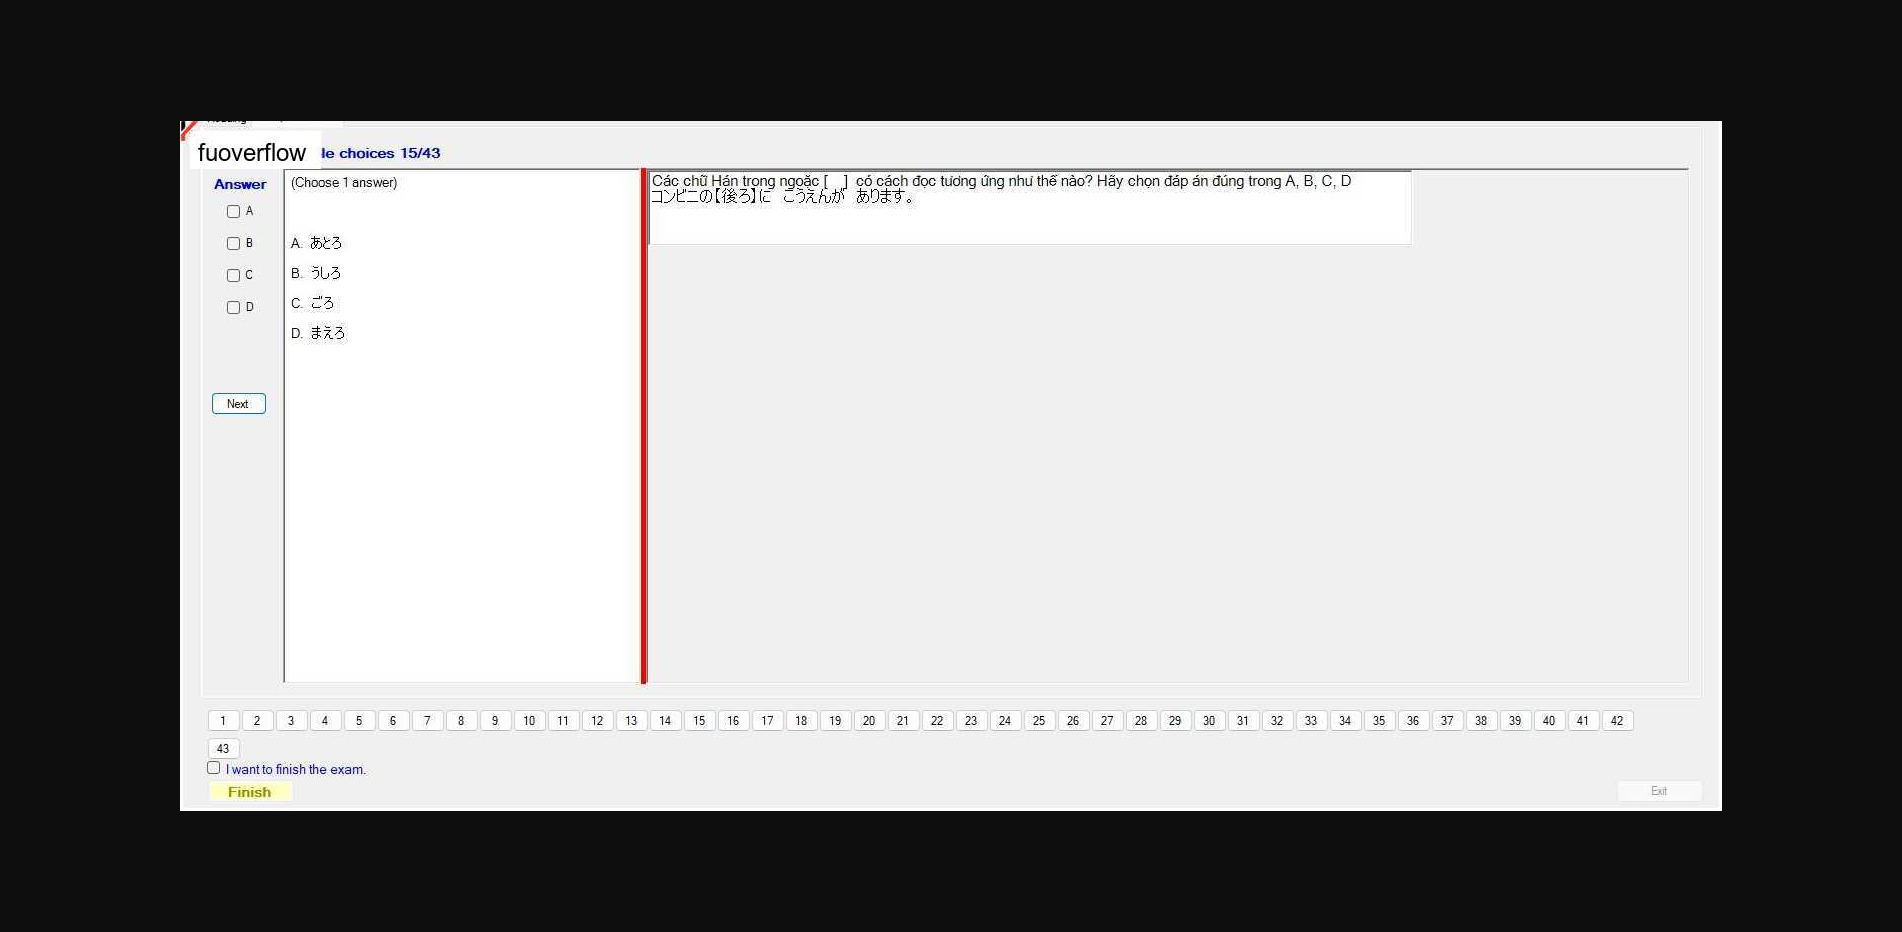 fuoverflow
le choices 15/43
Answer
(Choose 1 answer)
A
B
C
D
A. あとろ
B. うしろ
C. ごろ
D. まえろ
Next
Các chữ Hán trong ngoặc [   ]  có cách đọc tương ứng như thế nào? Hãy chọn đáp án đúng trong A, B, C, D
コンビニの【後ろ】に　こうえんが　あります。
1 2 3 4 5 6 7 8 9 10 11 12 13 14 15 16 17 18 19 20 21 22 23 24 25 26 27 28 29 30 31 32 33 34 35 36 37 38 39 40 41 42
43
I want to finish the exam.
Finish
Exit